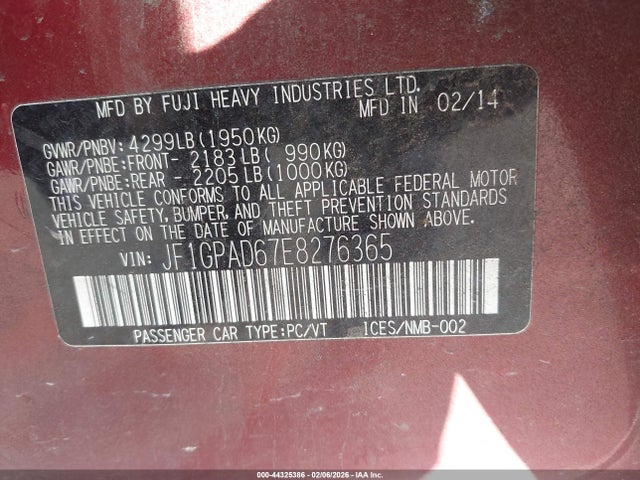 MFD BY FUJI HEAVY INDUSTRIES LTD.
MFD IN 02/14
GVWR/PNBV: 4299LB(1950KG)
GAWR/PNBE:FRONT- 2183LB( 990KG)
GAWR/PNBE:REAR - 2205LB(1000KG)
THIS VEHICLE CONFORMS TO ALL APPLICABLE FEDERAL MOTOR
VEHICLE SAFETY, BUMPER, AND THEFT PREVENTION STANDARDS
IN EFFECT ON THE DATE OF MANUFACTURE SHOWN ABOVE.
VIN: JF1GPAD67E8276365
PASSENGER CAR TYPE:PC/VT ICES/NMB-002
000-44325386 - 02/06/2026 - IAA, Inc.